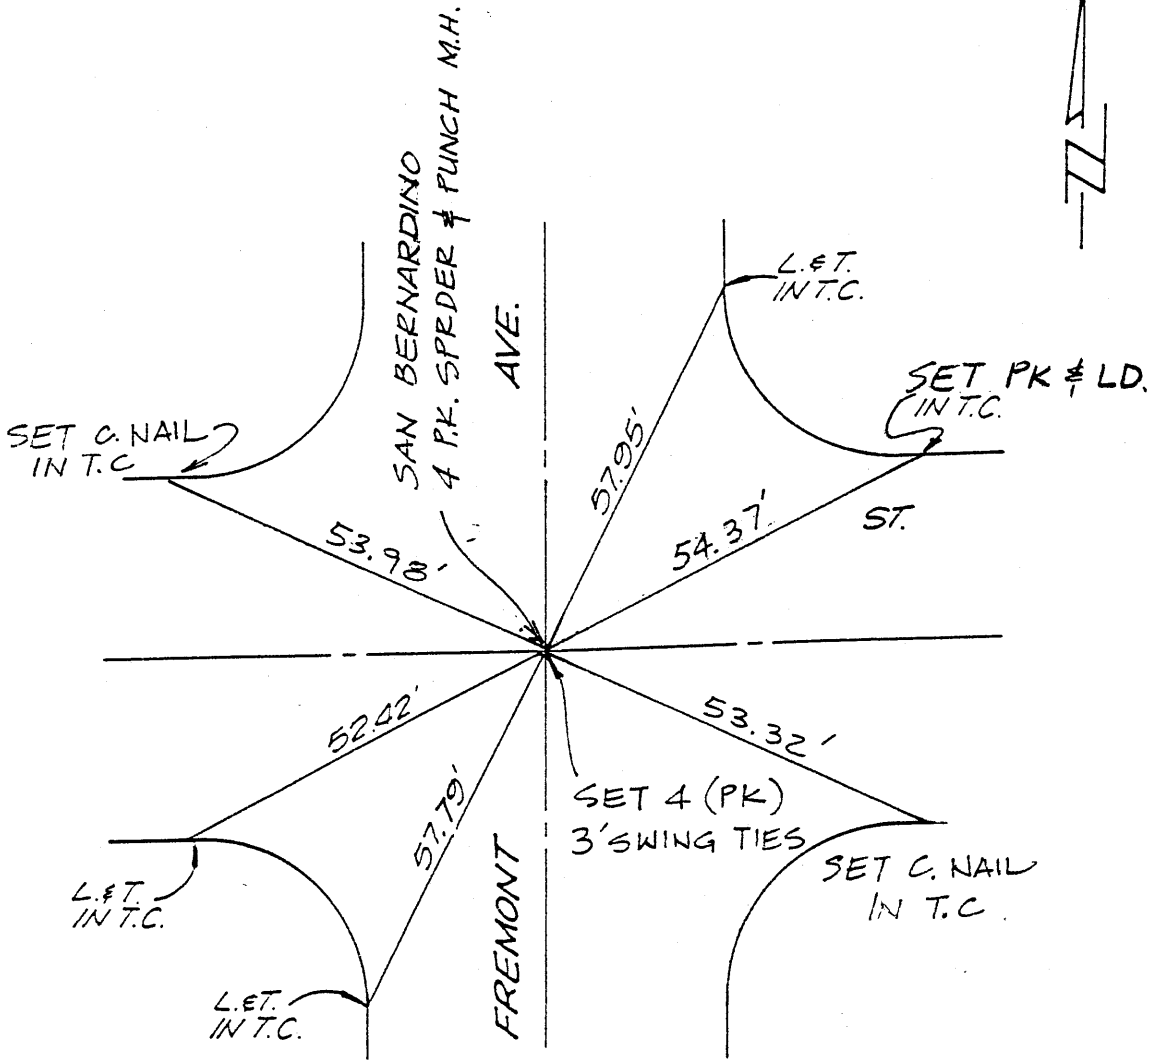 SAN BERNARDINO
4 P.K. SPRDER & PUNCH M.H.
AVE.
N
L.&T.
IN T.C.
SET PK & LD.
IN T.C.
SET C. NAIL
IN T.C
57.95'
54.37'
ST.
53.98'
52.42'
53.32'
57.79'
SET 4 (PK)
3' SWING TIES
L.&T.
IN T.C.
SET C. NAIL
IN T.C.
FREMONT
L.&T.
IN T.C.